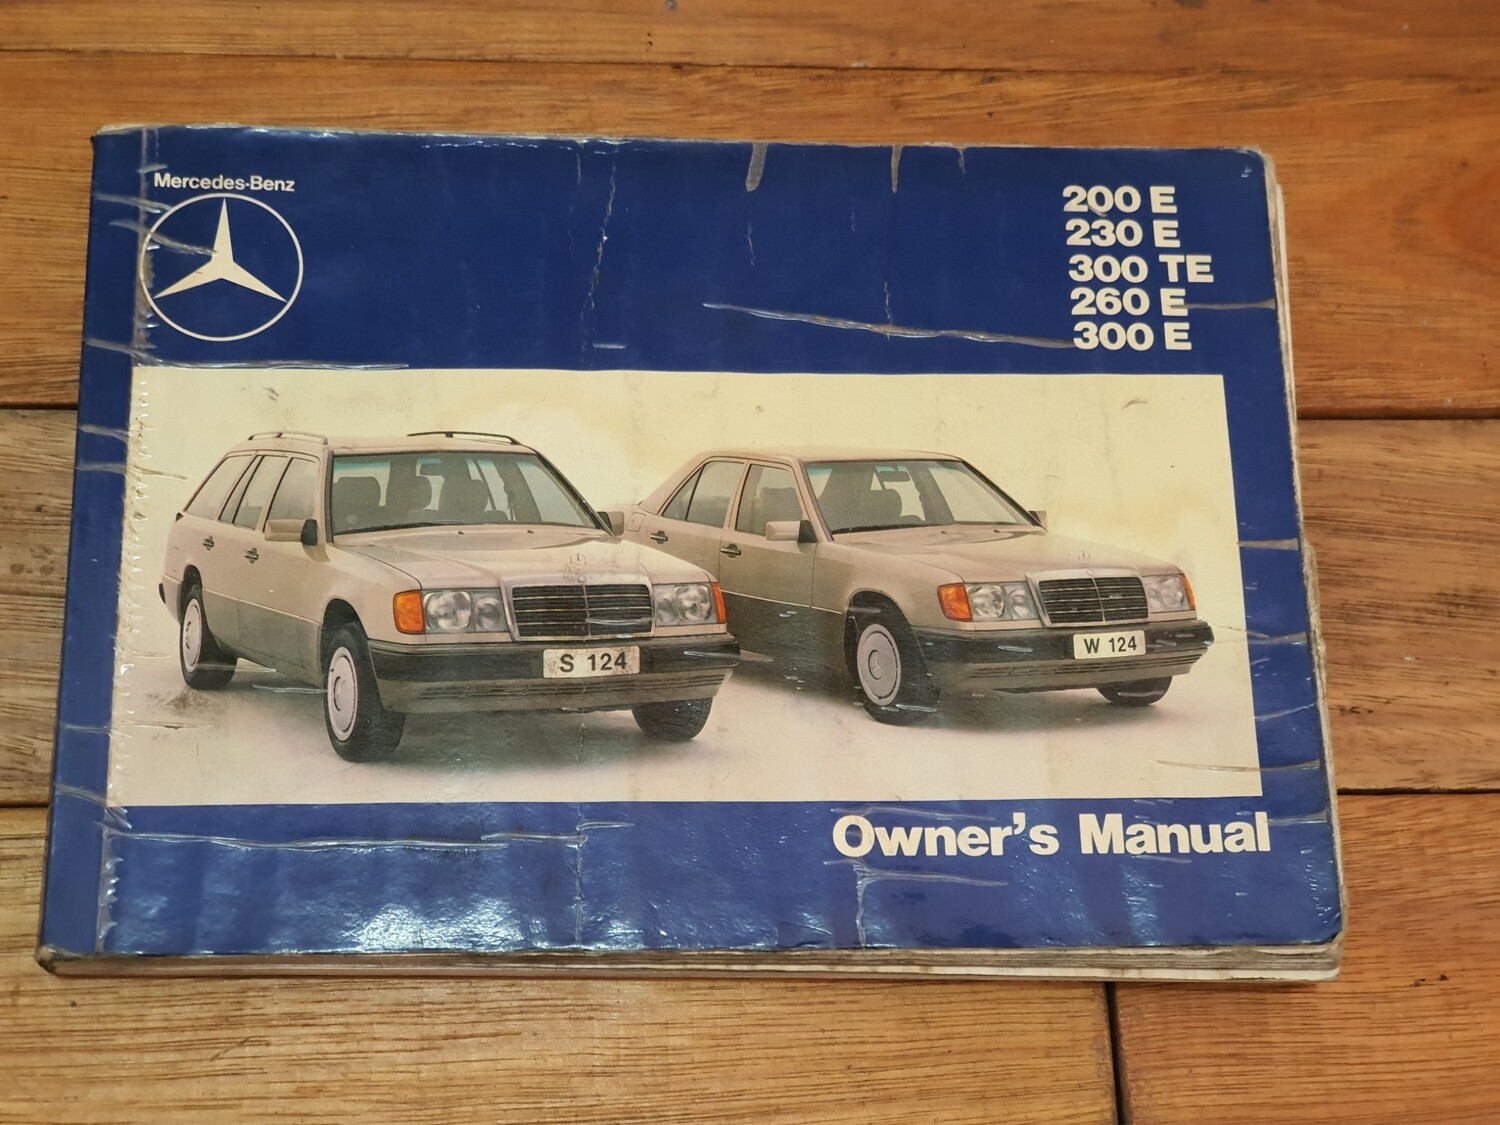 Mercedes-Benz
200 E
230 E
300 TE
260 E
300 E
S 124
W 124
Owner's Manual